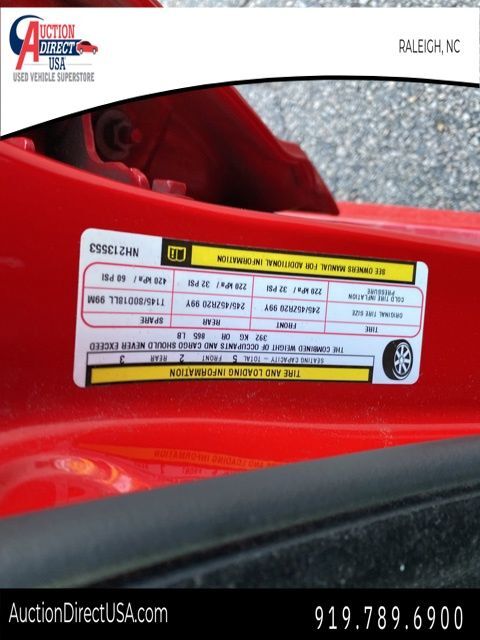 AUCTION
DIRECT
USA
USED VEHICLE SUPERSTORE
RALEIGH, NC
TIRE AND LOADING INFORMATION
SEATING CAPACITY — TOTAL 5 FRONT 2 REAR 3
THE COMBINED WEIGHT OF OCCUPANTS AND CARGO SHOULD NEVER EXCEED
392 KG OR 865 LB
TIRE FRONT REAR SPARE
ORIGINAL TIRE SIZE 245/45ZR20 99Y 245/45ZR20 99Y T145/80D18LL 99M
COLD TIRE INFLATION PRESSURE 220 kPa / 32 PSI 220 kPa / 32 PSI 420 kPa / 60 PSI
SEE OWNERS MANUAL FOR ADDITIONAL INFORMATION
NH213553
AuctionDirectUSA.com
919.789.6900